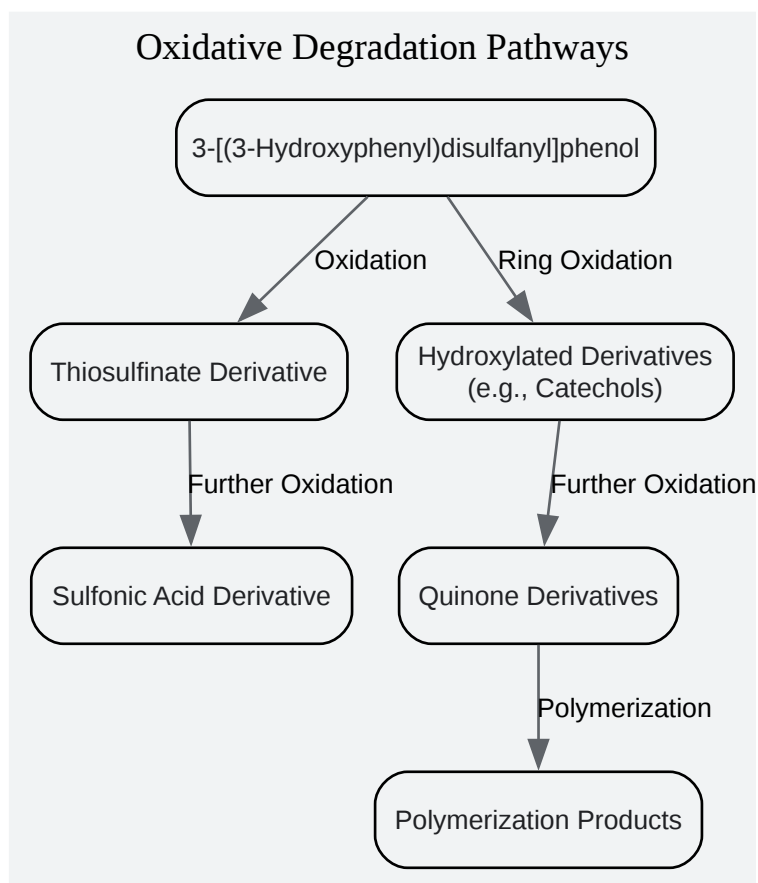 Oxidative Degradation Pathways
3-[(3-Hydroxyphenyl)disulfanyl]phenol
Oxidation
Ring Oxidation
Thiosulfinate Derivative
Hydroxylated Derivatives
(e.g., Catechols)
Further Oxidation
Further Oxidation
Sulfonic Acid Derivative
Quinone Derivatives
Polymerization
Polymerization Products